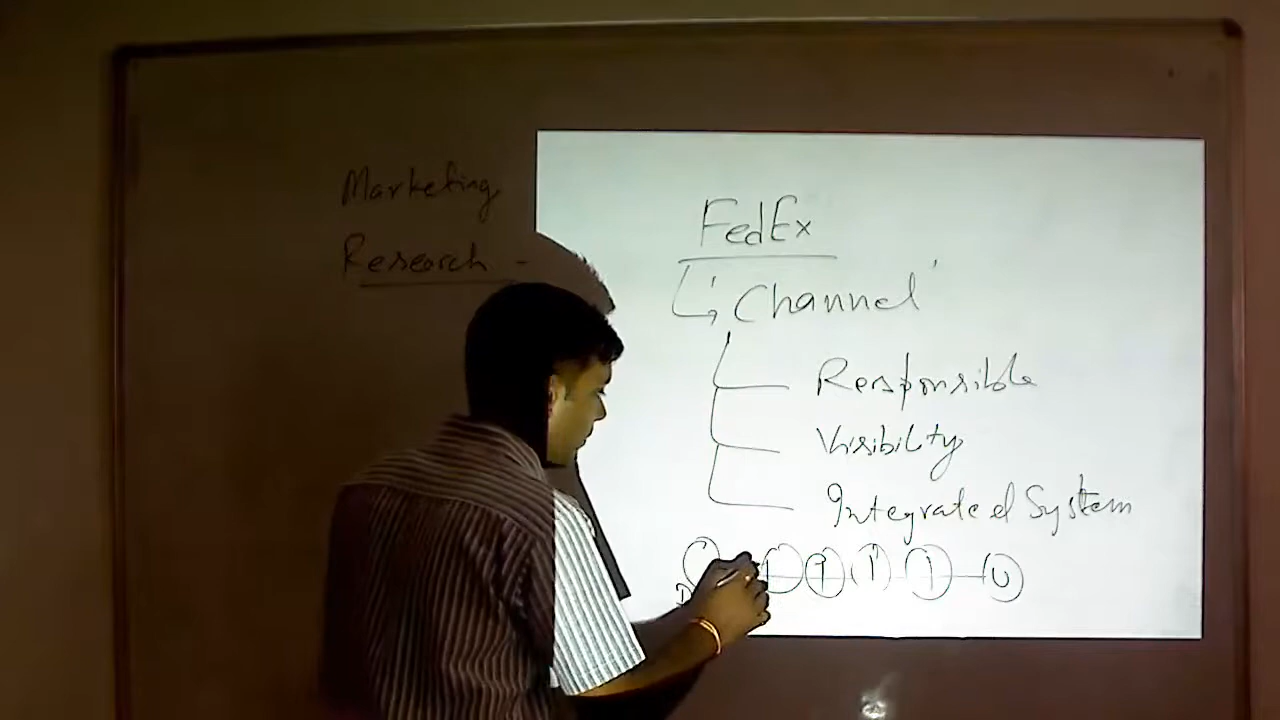 Marketing
Research -
FedEx
Channel
Responsible
Visibility
Integrated System